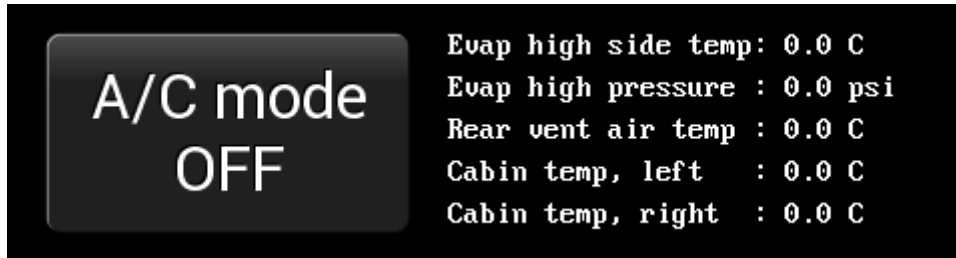 A/C mode
OFF
Evap high side temp: 0.0 C
Evap high pressure : 0.0 psi
Rear vent air temp : 0.0 C
Cabin temp, left   : 0.0 C
Cabin temp, right  : 0.0 C